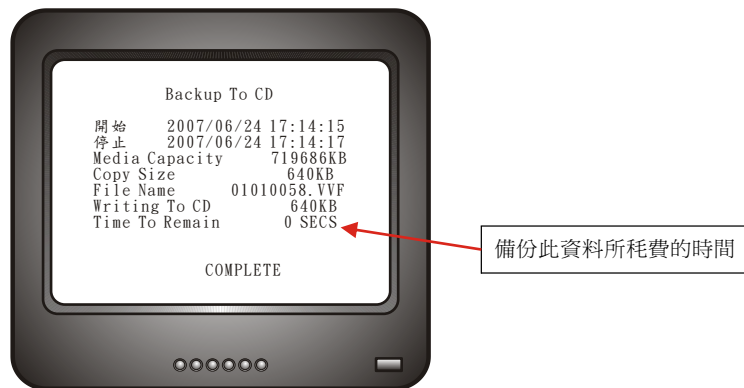 Backup To CD
開始 2007/06/24 17:14:15
停止 2007/06/24 17:14:17
Media Capacity 719686KB
Copy Size 640KB
File Name 01010058.VVF
Writing To CD 640KB
Time To Remain 0 SECS
備份此資料所秏費的時間
COMPLETE